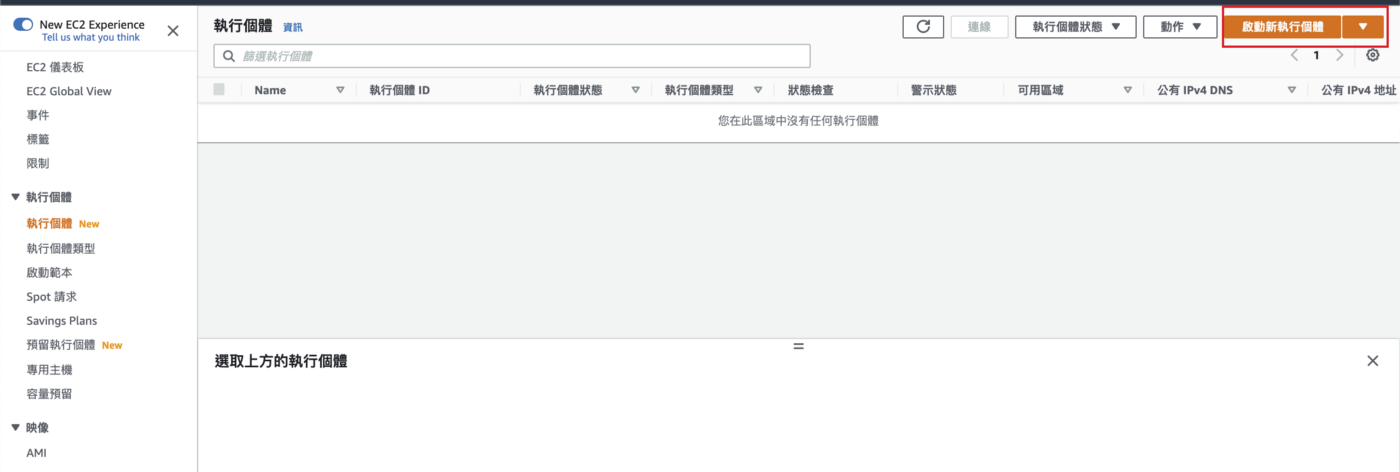 New EC2 Experience
Tell us what you think
EC2 儀表板
EC2 Global View
事件
標籤
限制
執行個體
執行個體 New
執行個體類型
啟動範本
Spot 請求
Savings Plans
預留執行個體 New
專用主機
容量預留
映像
AMI
執行個體 資訊
連線
執行個體狀態
動作
啟動新執行個體
篩選執行個體
1
Name 執行個體 ID 執行個體狀態 執行個體類型 狀態檢查 警示狀態 可用區域 公有 IPv4 DNS 公有 IPv4 地址
您在此區域中沒有任何執行個體
選取上方的執行個體